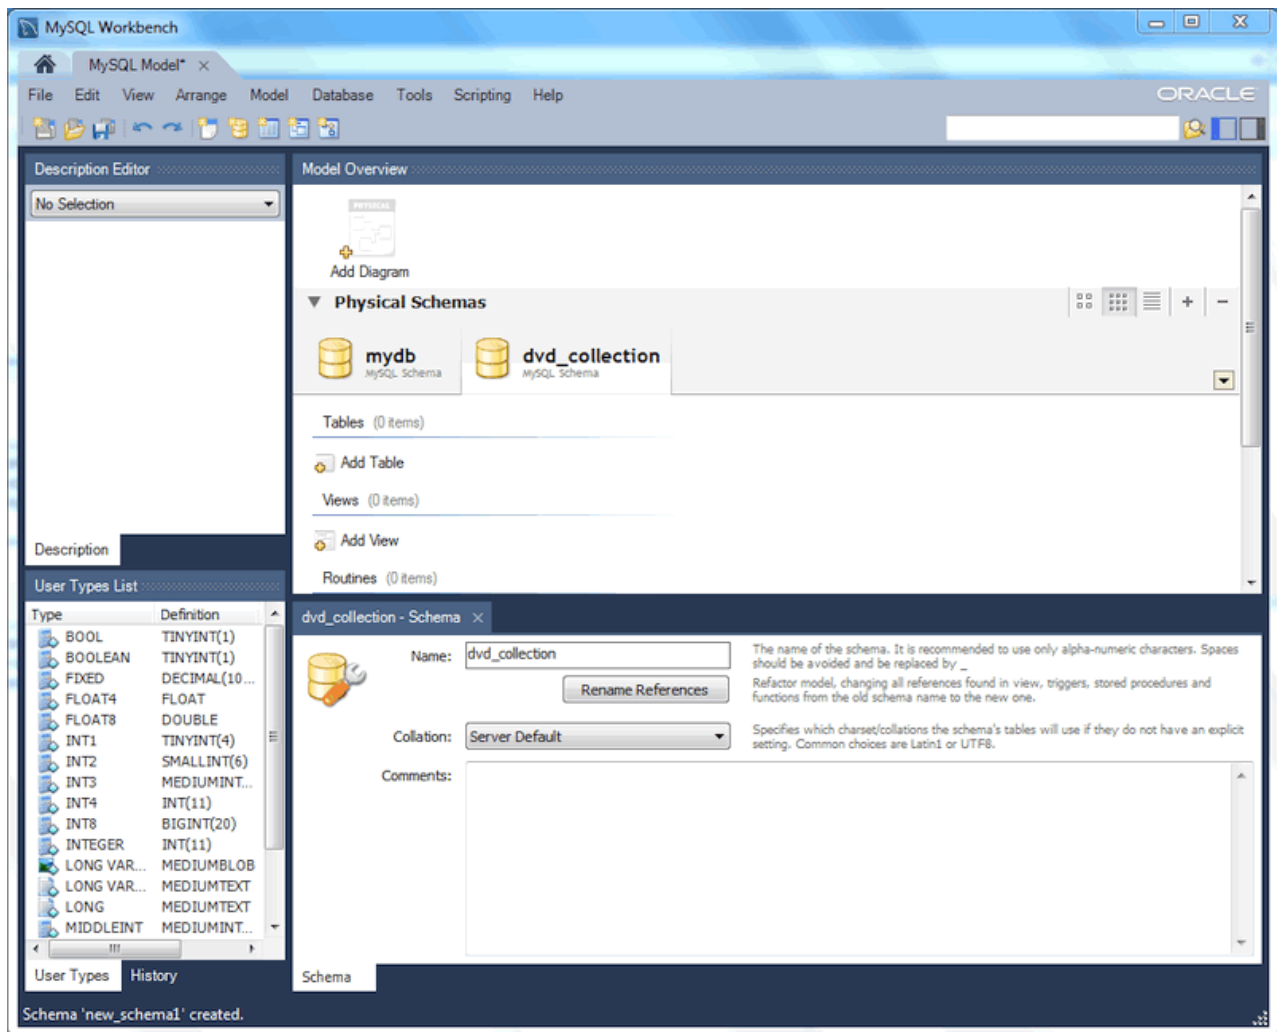 MySQL Workbench
MySQL Model* ×
File Edit View Arrange Model Database Tools Scripting Help
ORACLE
Description Editor
No Selection
Description
Model Overview
PHYSICAL
Add Diagram
Physical Schemas
mydb
MySQL Schema
dvd_collection
MySQL Schema
Tables (0 items)
Add Table
Views (0 items)
Add View
Routines (0 items)
User Types List
Type Definition
BOOL TINYINT(1)
BOOLEAN TINYINT(1)
FIXED DECIMAL(10...
FLOAT4 FLOAT
FLOAT8 DOUBLE
INT1 TINYINT(4)
INT2 SMALLINT(6)
INT3 MEDIUMINT...
INT4 INT(11)
INT8 BIGINT(20)
INTEGER INT(11)
LONG VAR... MEDIUMBLOB
LONG VAR... MEDIUMTEXT
LONG MEDIUMTEXT
MIDDLEINT MEDIUMINT...
User Types History
dvd_collection - Schema ×
Name: dvd_collection
The name of the schema. It is recommended to use only alpha-numeric characters. Spaces
should be avoided and be replaced by _
Rename References
Refactor model, changing all references found in view, triggers, stored procedures and
functions from the old schema name to the new one.
Collation: Server Default
Specifies which charset/collations the schema's tables will use if they do not have an explicit
setting. Common choices are Latin1 or UTF8.
Comments:
Schema
Schema 'new_schema1' created.